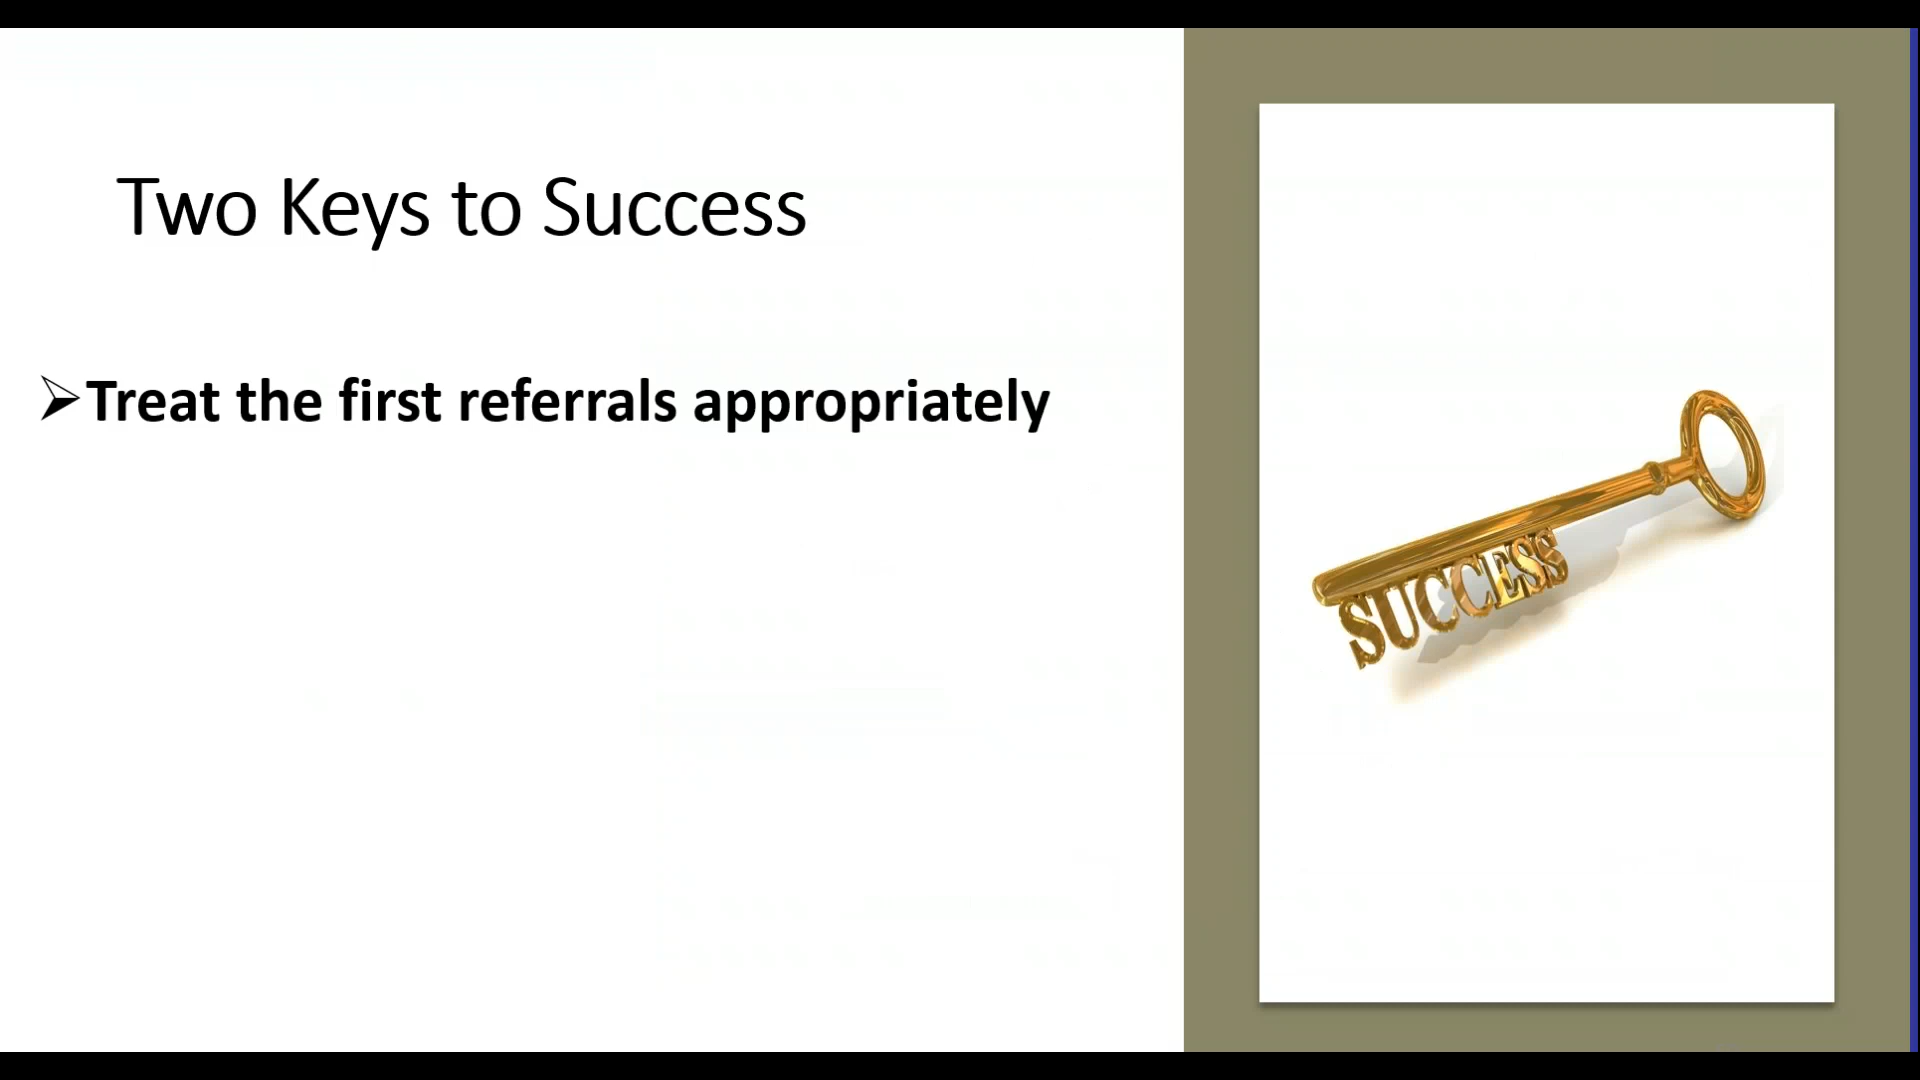 Two Keys to Success
Treat the first referrals appropriately
SUCCESS